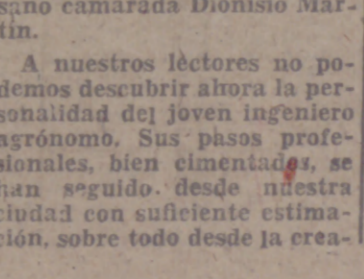 sano camarada Dionisio Mar-
tín.
A nuestros lectores no po-
demos descubrir ahora la per-
sonalidad del joven ingeniero
agrónomo. Sus pasos profe-
sionales, bien cimentados, se
han seguido. desde nuestra
ciudad con suficiente estima-
ción, sobre todo desde la crea-